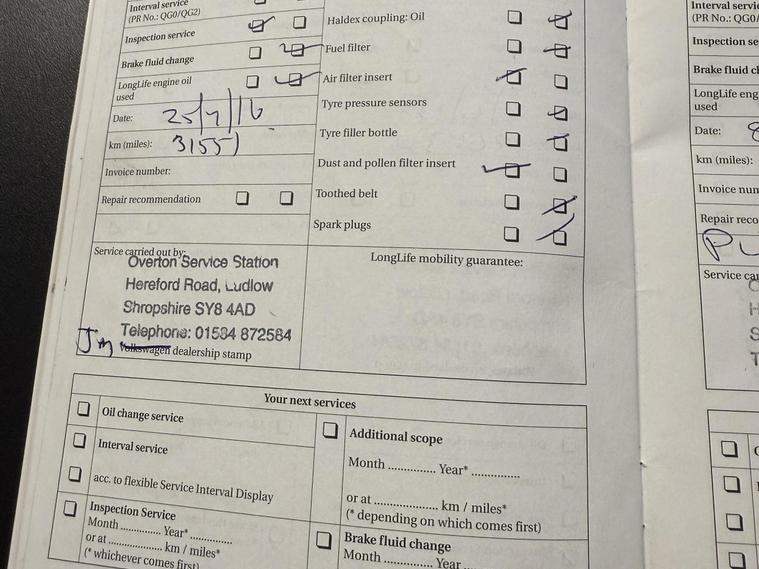 Interval service
(PR No.: QG0/QG2)
Inspection service
Brake fluid change
LongLife engine oil
used
Date: 25/7/16
km (miles): 31551
Invoice number:
Repair recommendation
Haldex coupling: Oil
Fuel filter
Air filter insert
Tyre pressure sensors
Tyre filler bottle
Dust and pollen filter insert
Toothed belt
Spark plugs
Service carried out by:
Overton Service Station
Hereford Road, Ludlow
Shropshire SY8 4AD
Telephone: 01584 872584
Jim
Volkswagen dealership stamp
LongLife mobility guarantee:
Your next services
Oil change service
Interval service
acc. to flexible Service Interval Display
Inspection Service
Month .............. Year* ..................
or at .................... km / miles*
(* whichever comes first)
Additional scope
Month .............. Year* ..............
or at .................... km / miles*
(* depending on which comes first)
Brake fluid change
Month .............. Year
Interval servi
(PR No.: QG0/
Inspection se
Brake fluid c
LongLife eng
used
Date:
km (miles):
Invoice num
Repair reco
Service ca